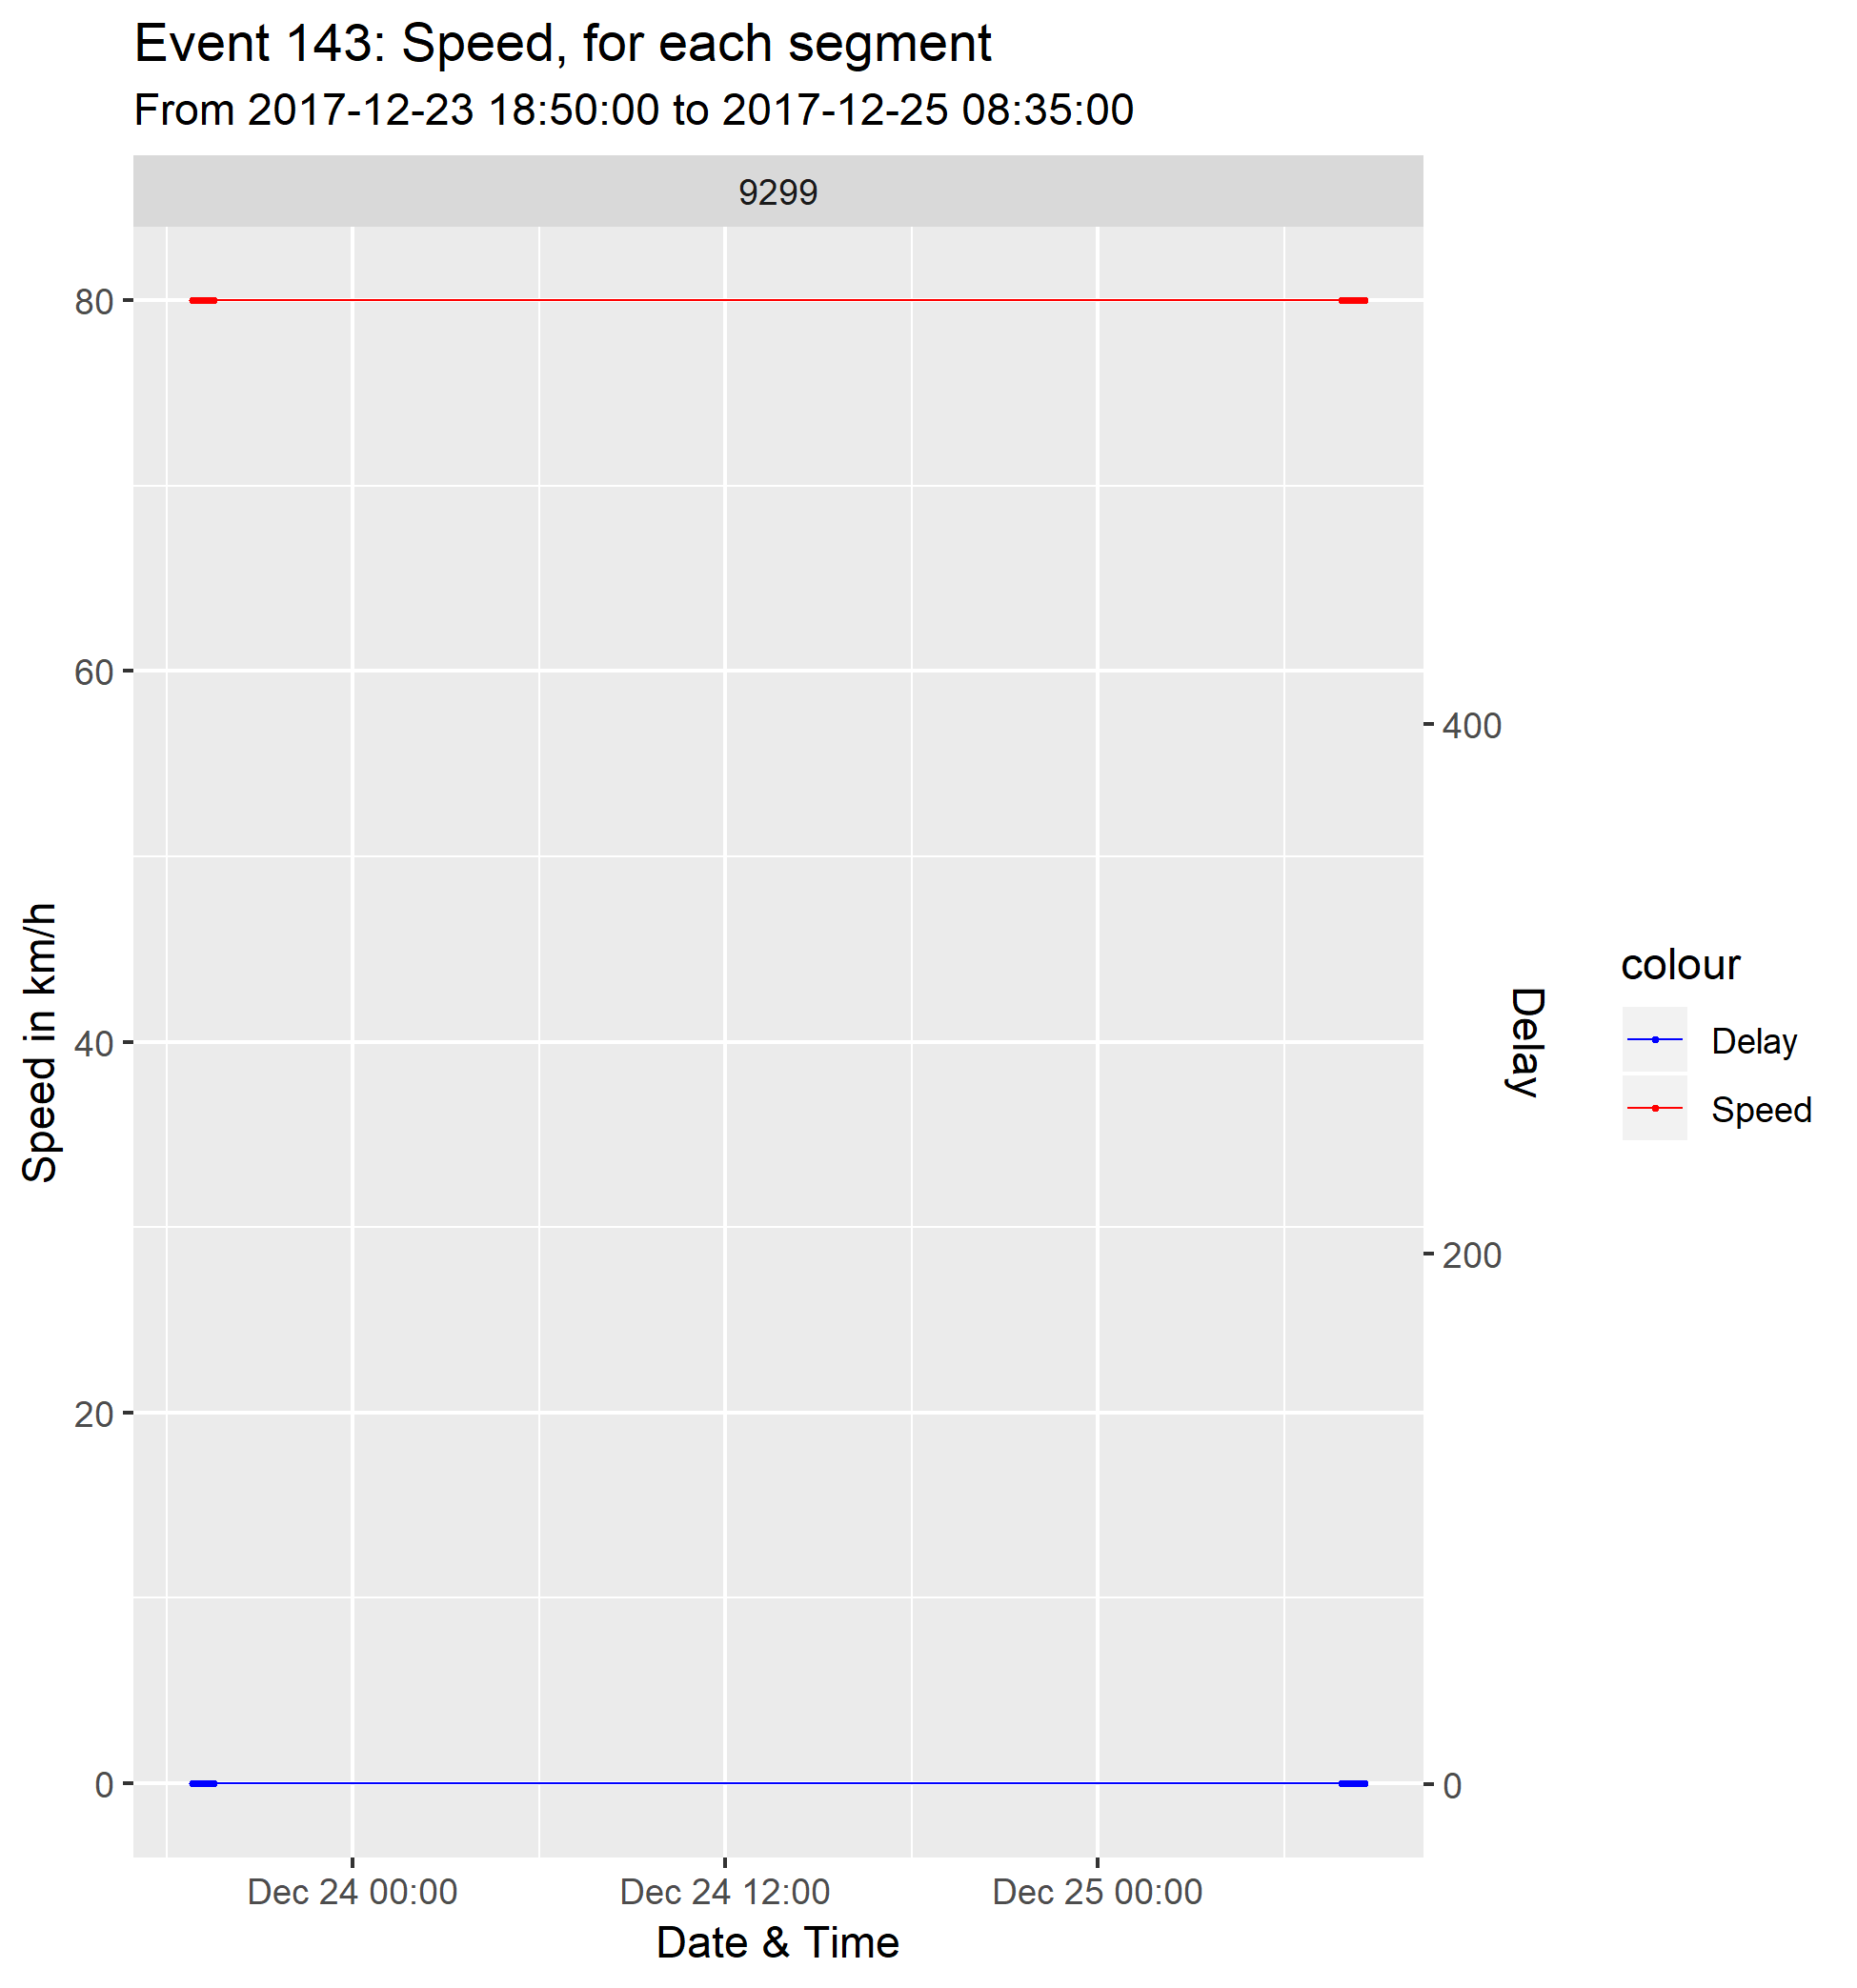 Event 143: Speed, for each segment
From 2017-12-23 18:50:00 to 2017-12-25 08:35:00
9299
80
60
40
20
0
Speed in km/h
400
200
0
Delay
colour
Delay
Speed
Dec 24 00:00
Dec 24 12:00
Dec 25 00:00
Date & Time